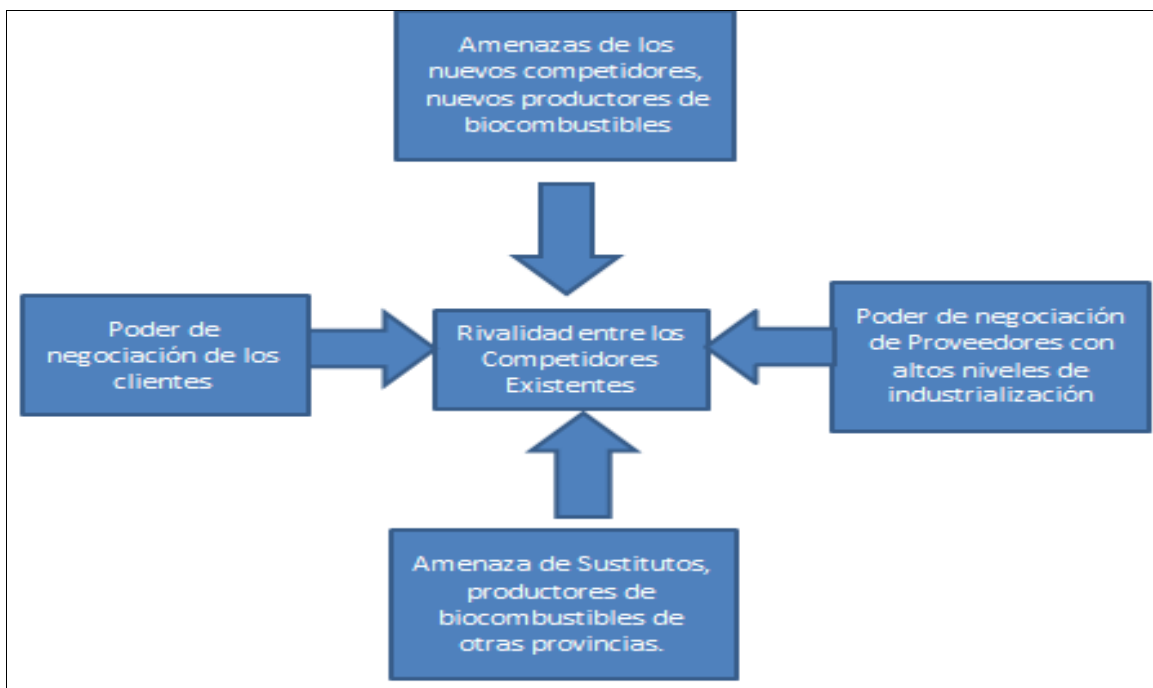 Amenazas de los
nuevos competidores,
nuevos productores de
biocombustibles
Poder de
negociación de los
clientes
Rivalidad entre los
Competidores
Existentes
Poder de negociación
de Proveedores con
altos niveles de
industrialización
Amenaza de Sustitutos,
productores de
biocombustibles de
otras provincias.